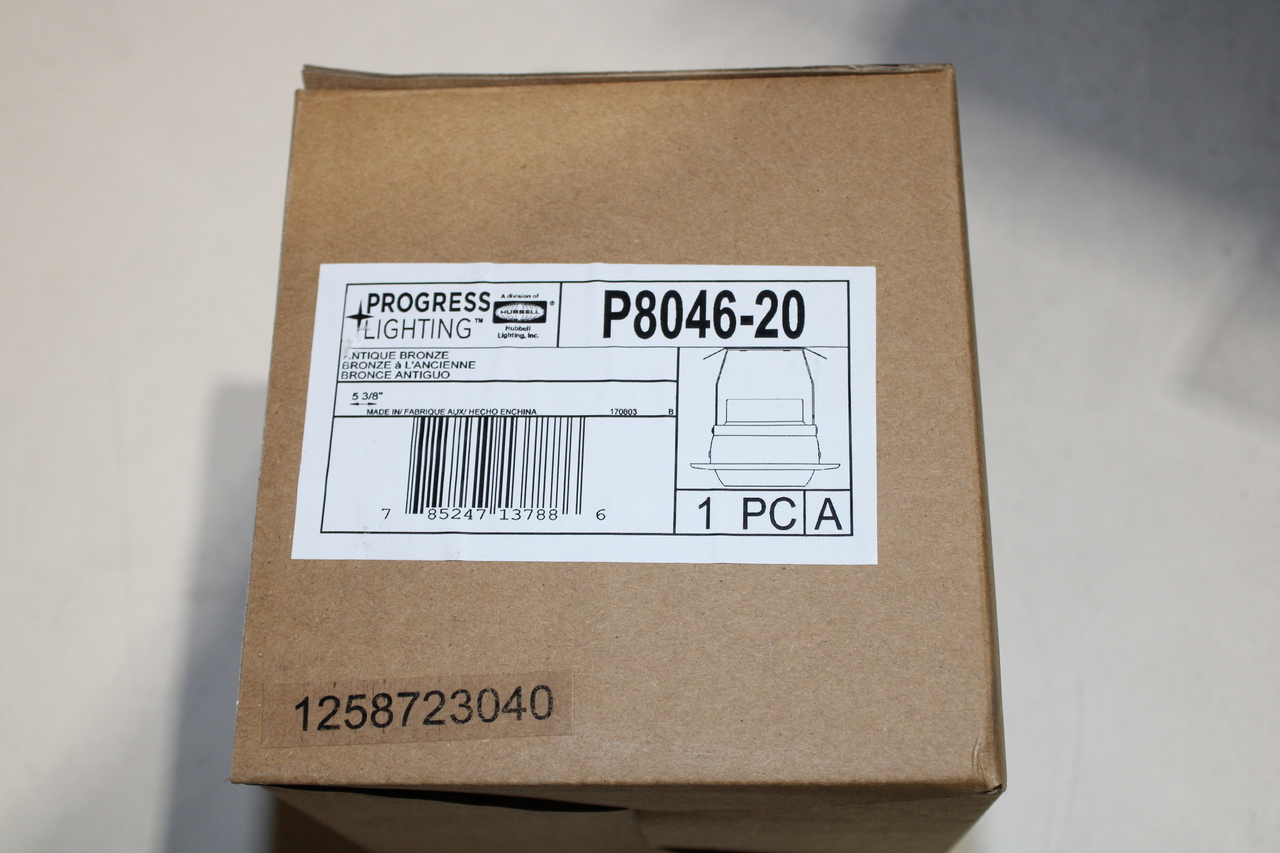 PROGRESS
LIGHTING™
A division of
HUBBELL®
Hubbell
Lighting, Inc.
P8046-20
ANTIQUE BRONZE
BRONZE à L'ANCIENNE
BRONCE ANTIGUO
5 3/8"
MADE IN/ FABRIQUE AUX/ HECHO ENCHINA 170803 B
7 85247 13788 6
1 PC A
1258723040